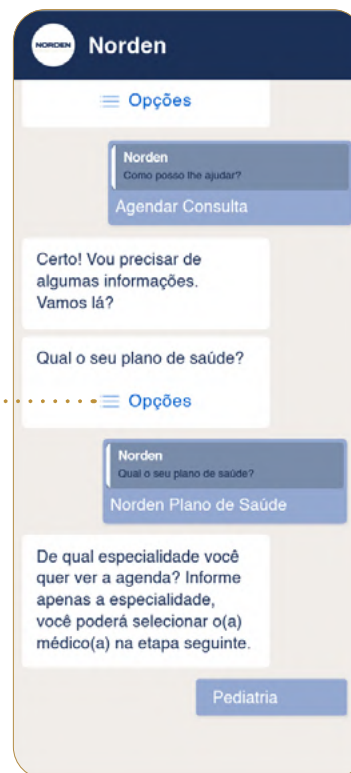 NORDEN
Norden
Opções
Norden
Como posso lhe ajudar?
Agendar Consulta
Certo! Vou precisar de
algumas informações.
Vamos lá?
Qual o seu plano de saúde?
Opções
Norden
Qual o seu plano de saúde?
Norden Plano de Saúde
De qual especialidade você
quer ver a agenda? Informe
apenas a especialidade,
você poderá selecionar o(a)
médico(a) na etapa seguinte.
Pediatria